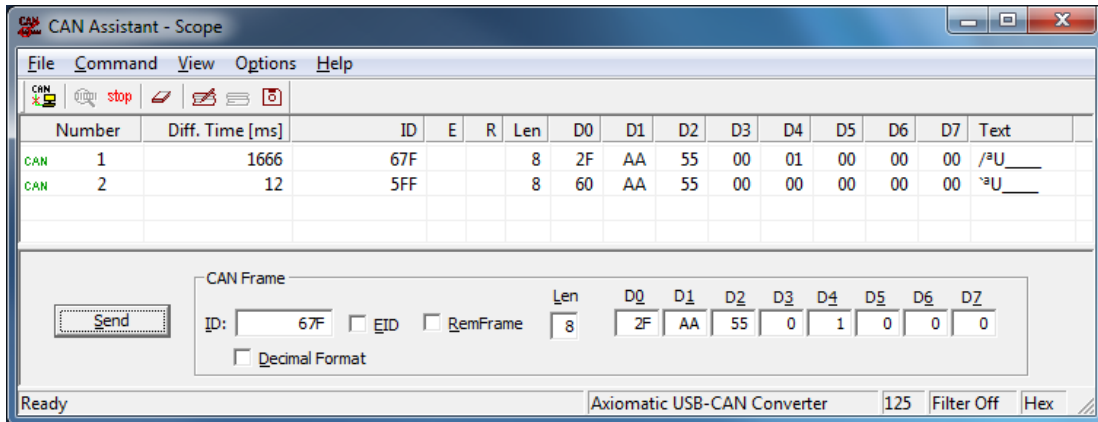 CAN Assistant - Scope
File Command View Options Help
CAN stop
Number Diff. Time [ms] ID E R Len D0 D1 D2 D3 D4 D5 D6 D7 Text
CAN 1 1666 67F 8 2F AA 55 00 01 00 00 00 /ªU____
CAN 2 12 5FF 8 60 AA 55 00 00 00 00 00 `ªU____
CAN Frame
Len D0 D1 D2 D3 D4 D5 D6 D7
Send ID: 67F EID RemFrame 8 2F AA 55 0 1 0 0 0
Decimal Format
Ready Axiomatic USB-CAN Converter 125 Filter Off Hex